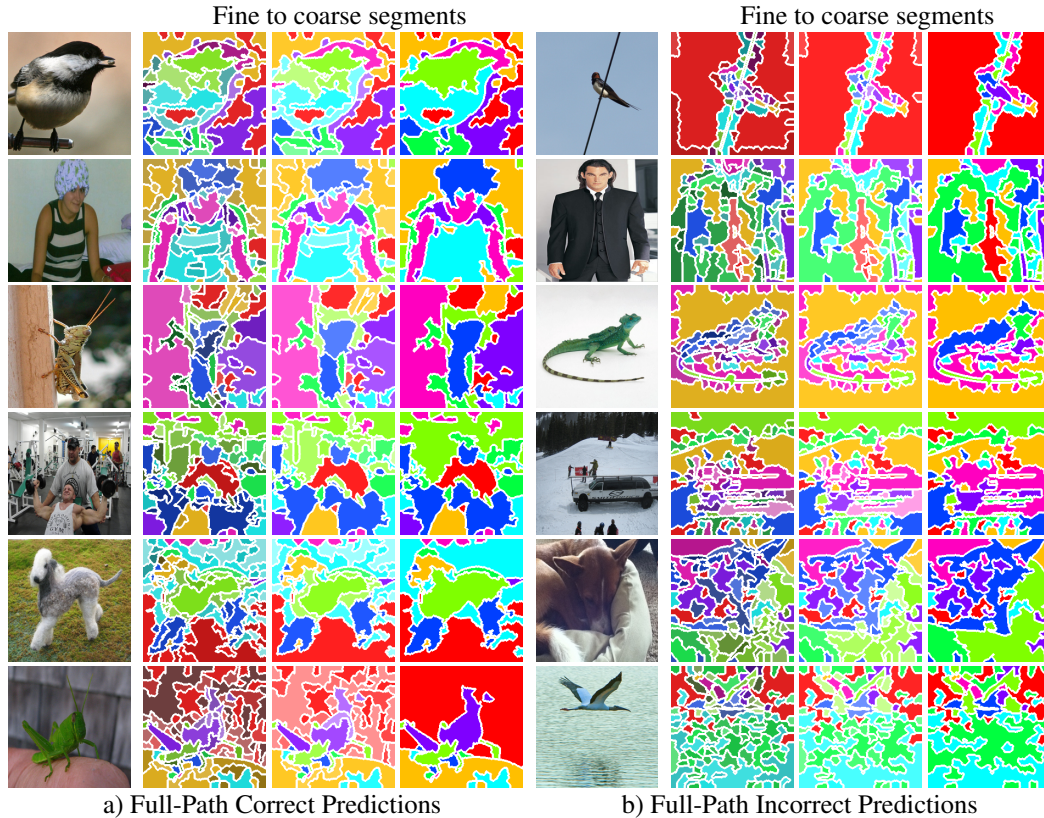 Fine to coarse segments
Fine to coarse segments
a) Full-Path Correct Predictions
b) Full-Path Incorrect Predictions